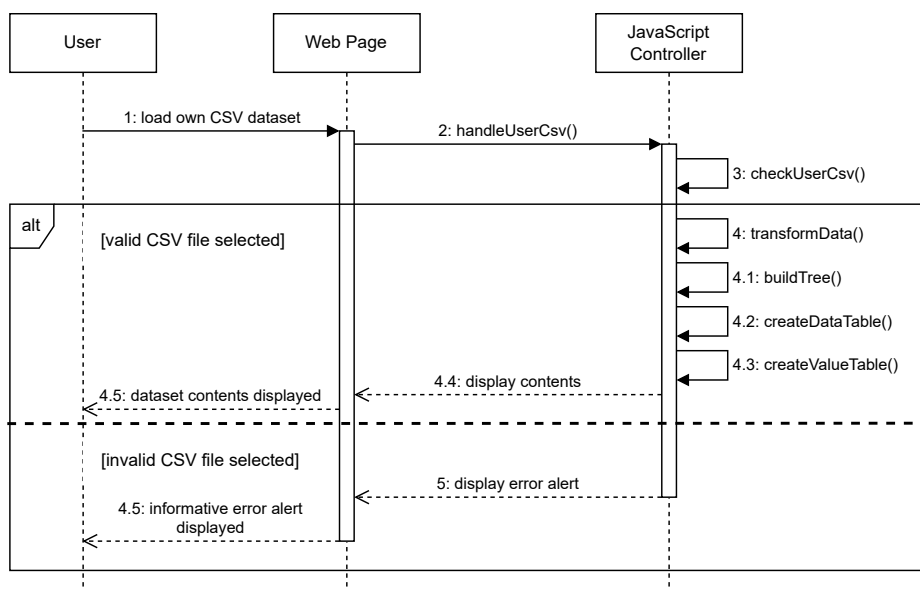 User
Web Page
JavaScript
Controller
1: load own CSV dataset
2: handleUserCsv()
3: checkUserCsv()
alt
[valid CSV file selected]
4: transformData()
4.1: buildTree()
4.2: createDataTable()
4.3: createValueTable()
4.4: display contents
4.5: dataset contents displayed
[invalid CSV file selected]
5: display error alert
4.5: informative error alert
displayed